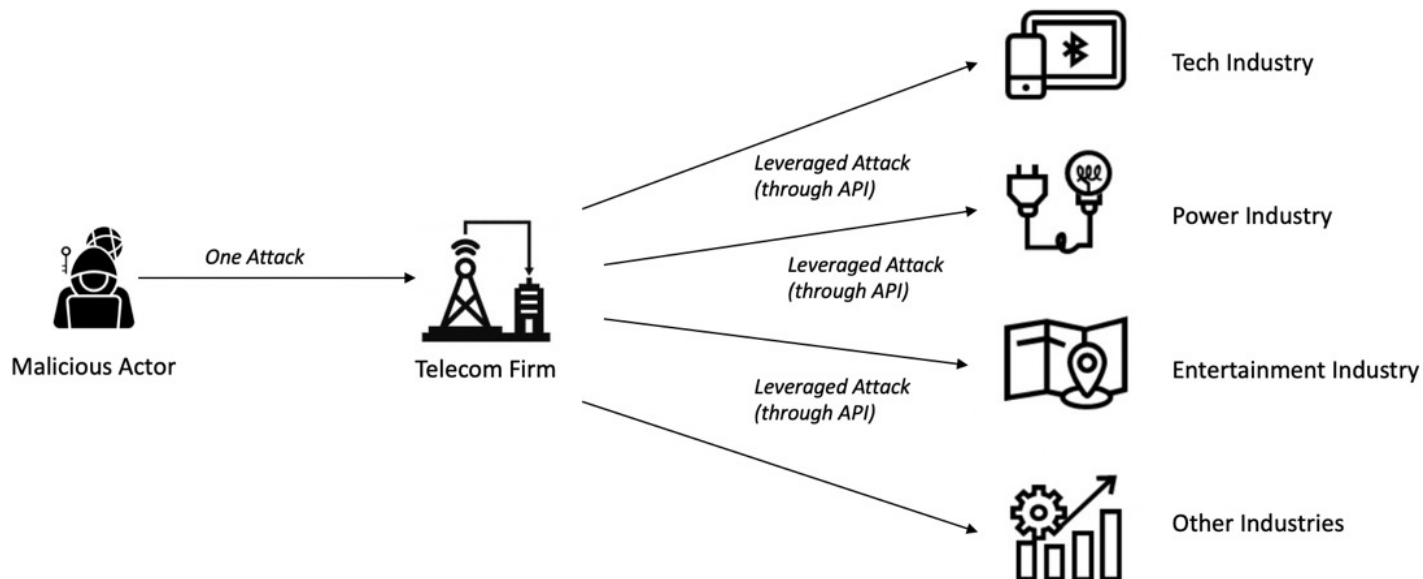 Tech Industry
Leveraged Attack
(through API)
Power Industry
One Attack
Leveraged Attack
(through API)
Malicious Actor
Telecom Firm
Entertainment Industry
Leveraged Attack
(through API)
Other Industries